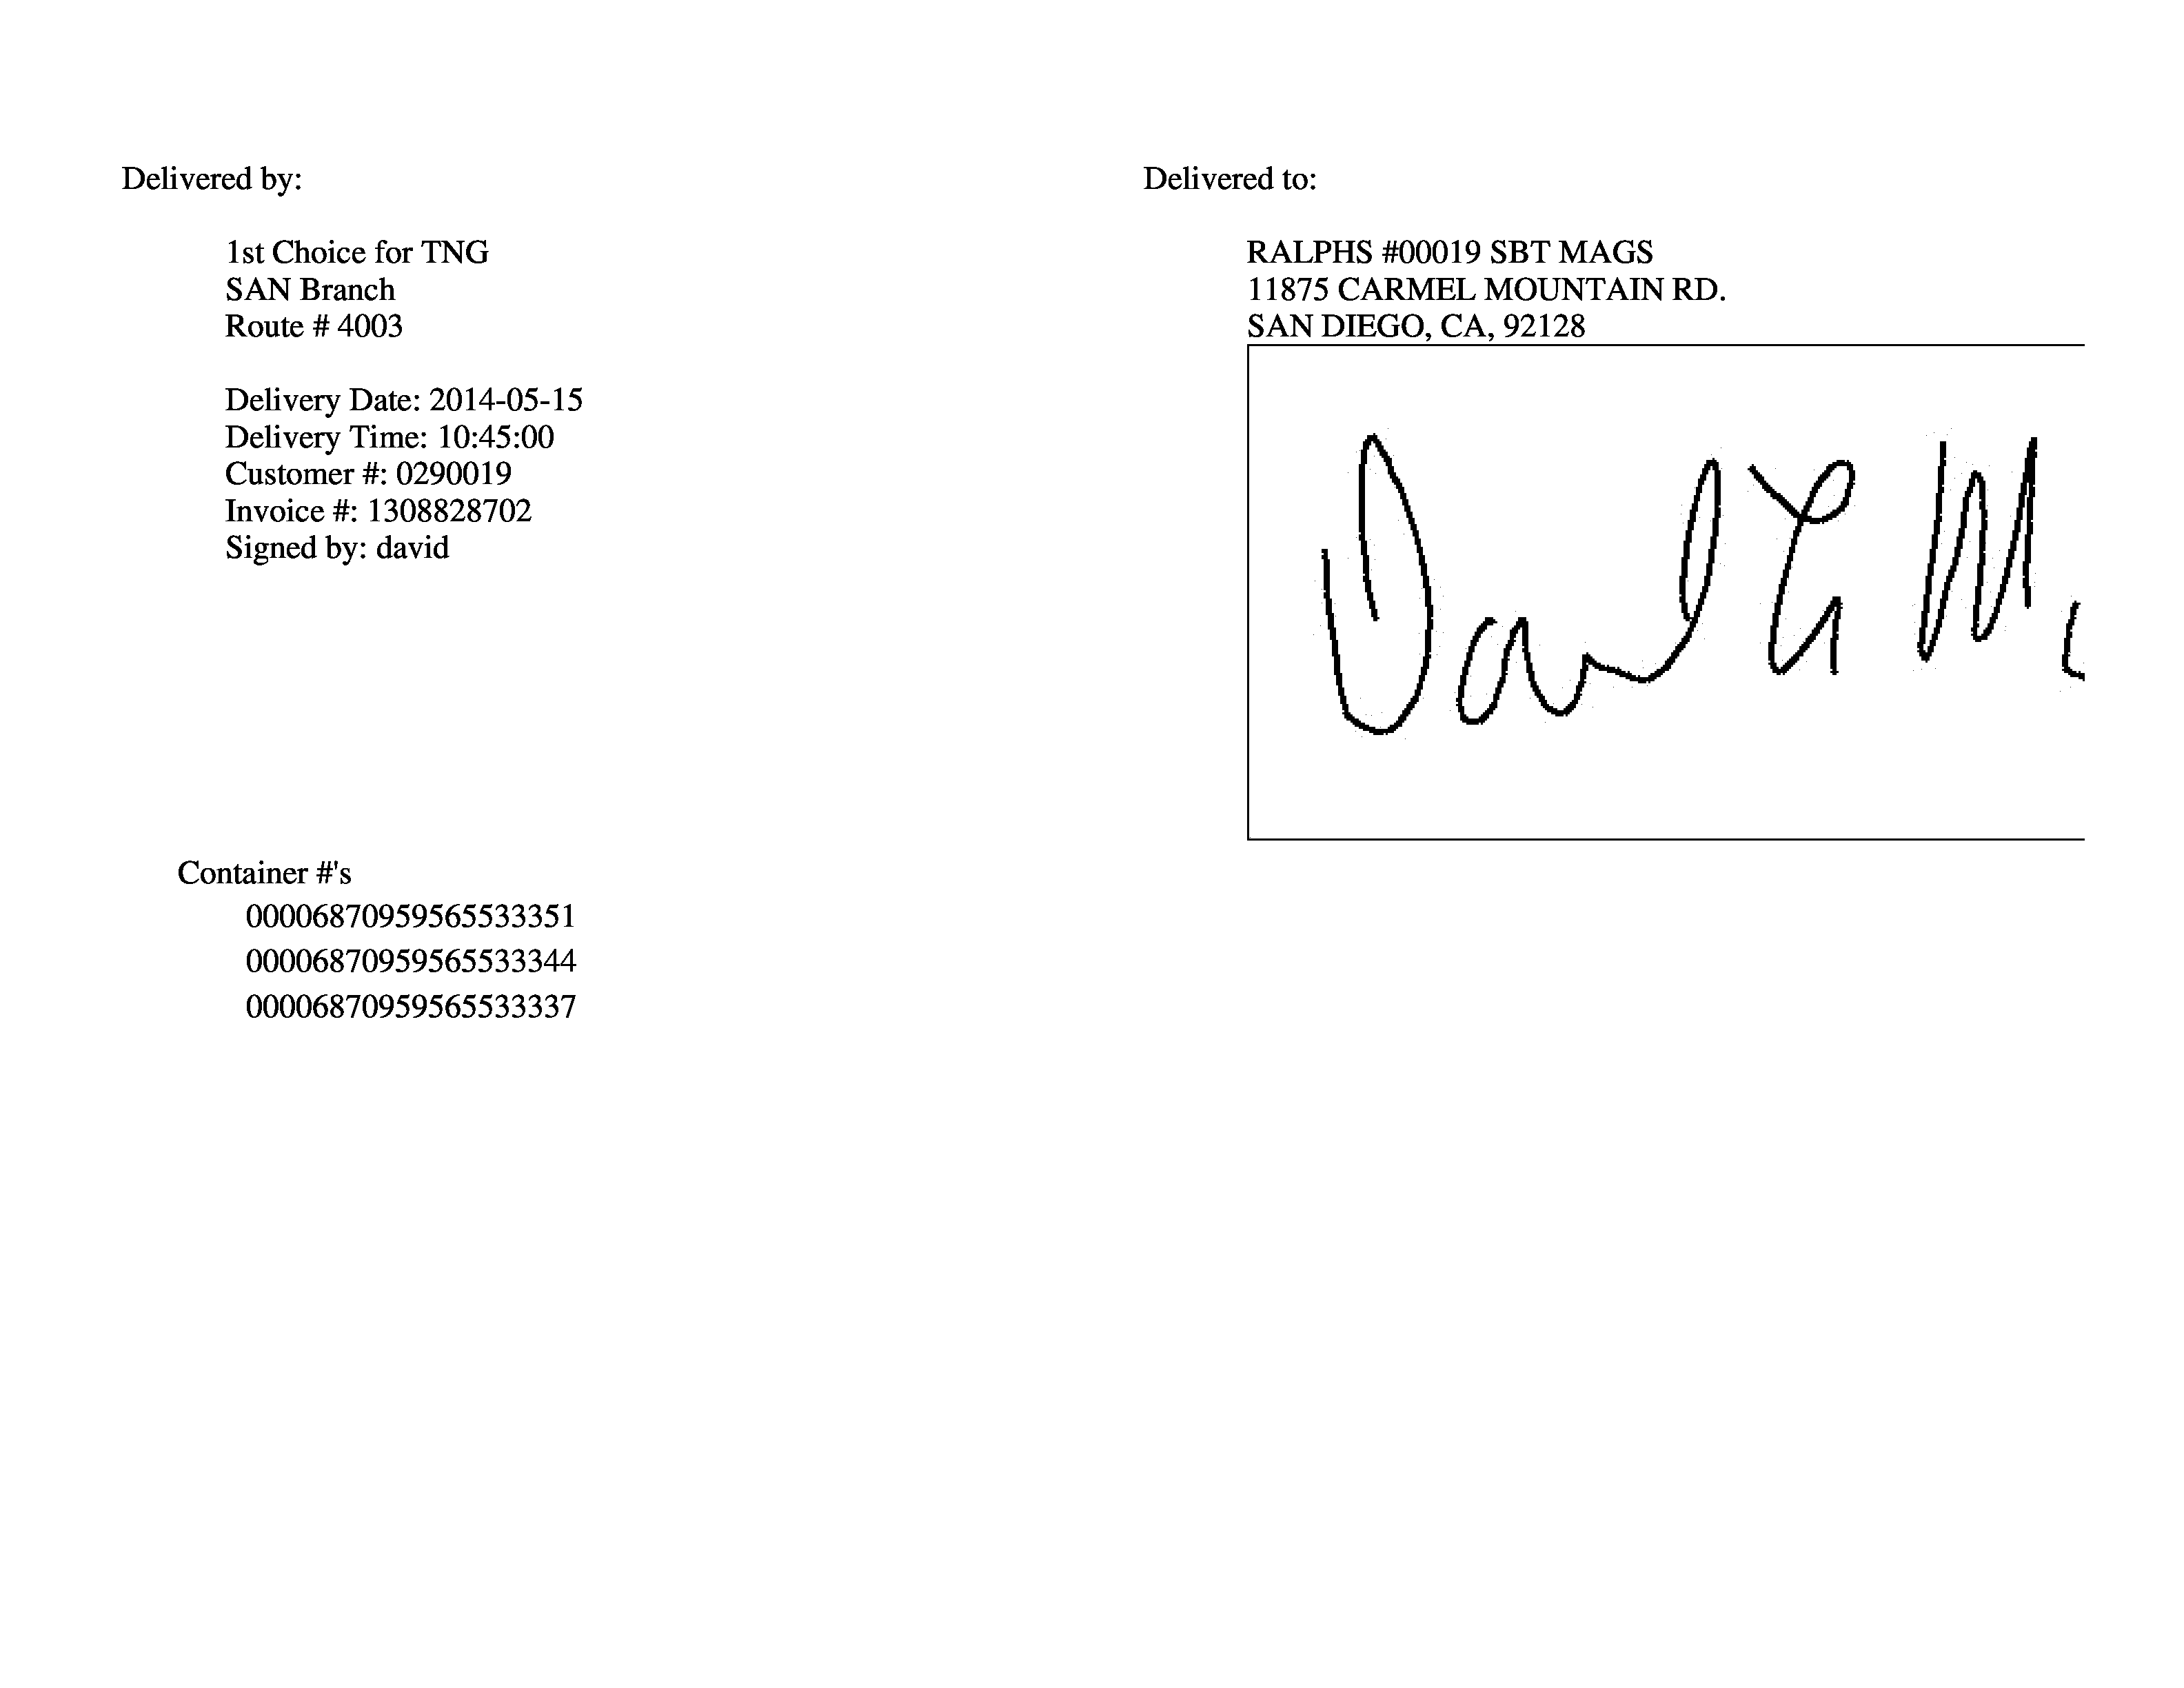 Delivered by:
1st Choice for TNG
SAN Branch
Route # 4003
Delivery Date: 2014-05-15
Delivery Time: 10:45:00
Customer #: 0290019
Invoice #: 1308828702
Signed by: david
Delivered to:
RALPHS #00019 SBT MAGS
11875 CARMEL MOUNTAIN RD.
SAN DIEGO, CA, 92128
Container #'s
00006870959565533351
00006870959565533344
00006870959565533337